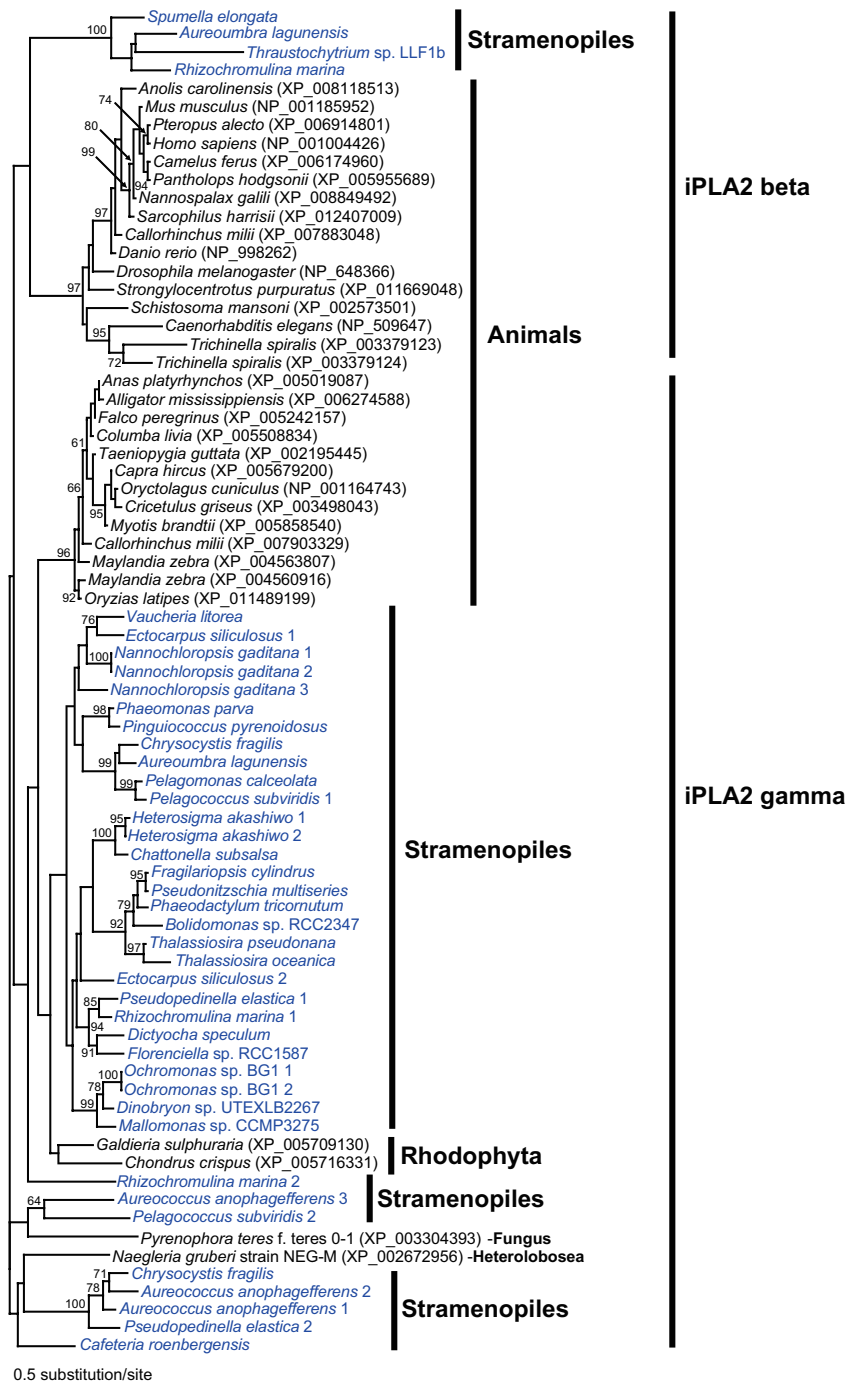 Spumella elongata
100
Aureoumbra lagunensis
Stramenopiles
Thraustochytrium sp. LLF1b
Rhizochromulina marina
Anolis carolinensis (XP_008118513)
74
Mus musculus (NP_001185952)
Pteropus alecto (XP_006914801)
80
Homo sapiens (NP_001004426)
99
Camelus ferus (XP_006174960)
Pantholops hodgsonii (XP_005955689)
94
iPLA2 beta
Nannospalax galili (XP_008849492)
97
Sarcophilus harrisii (XP_012407009)
Callorhinchus milii (XP_007883048)
Danio rerio (NP_998262)
Drosophila melanogaster (NP_648366)
97
Strongylocentrotus purpuratus (XP_011669048)
Schistosoma mansoni (XP_002573501)
95
Caenorhabditis elegans (NP_509647)
Animals
Trichinella spiralis (XP_003379123)
72
Trichinella spiralis (XP_003379124)
Anas platyrhynchos (XP_005019087)
Alligator mississippiensis (XP_006274588)
Falco peregrinus (XP_005242157)
Columba livia (XP_005508834)
61
Taeniopygia guttata (XP_002195445)
Capra hircus (XP_005679200)
66
Oryctolagus cuniculus (NP_001164743)
95
Cricetulus griseus (XP_003498043)
Myotis brandtii (XP_005858540)
Callorhinchus milii (XP_007903329)
96
Maylandia zebra (XP_004563807)
Maylandia zebra (XP_004560916)
92
Oryzias latipes (XP_011489199)
76
Vaucheria litorea
Ectocarpus siliculosus 1
100
Nannochloropsis gaditana 1
Nannochloropsis gaditana 2
Nannochloropsis gaditana 3
98
Phaeomonas parva
Pinguiococcus pyrenoidosus
Chrysocystis fragilis
99
Aureoumbra lagunensis
99
Pelagomonas calceolata
iPLA2 gamma
Pelagococcus subviridis 1
95
Heterosigma akashiwo 1
100
Heterosigma akashiwo 2
Stramenopiles
Chattonella subsalsa
95
Fragilariopsis cylindrus
Pseudonitzschia multiseries
79
Phaeodactylum tricornutum
92
Bolidomonas sp. RCC2347
97
Thalassiosira pseudonana
Thalassiosira oceanica
Ectocarpus siliculosus 2
85
Pseudopedinella elastica 1
Rhizochromulina marina 1
94
Dictyocha speculum
91
Florenciella sp. RCC1587
100
Ochromonas sp. BG1 1
78
Ochromonas sp. BG1 2
99
Dinobryon sp. UTEXLB2267
Mallomonas sp. CCMP3275
Galdieria sulphuraria (XP_005709130)
Rhodophyta
Chondrus crispus (XP_005716331)
Rhizochromulina marina 2
64
Aureococcus anophagefferens 3
Stramenopiles
Pelagococcus subviridis 2
Pyrenophora teres f. teres 0-1 (XP_003304393) -Fungus
Naegleria gruberi strain NEG-M (XP_002672956) -Heterolobosea
71
Chrysocystis fragilis
78
Aureococcus anophagefferens 2
100
Aureococcus anophagefferens 1
Stramenopiles
Pseudopedinella elastica 2
Cafeteria roenbergensis
0.5 substitution/site